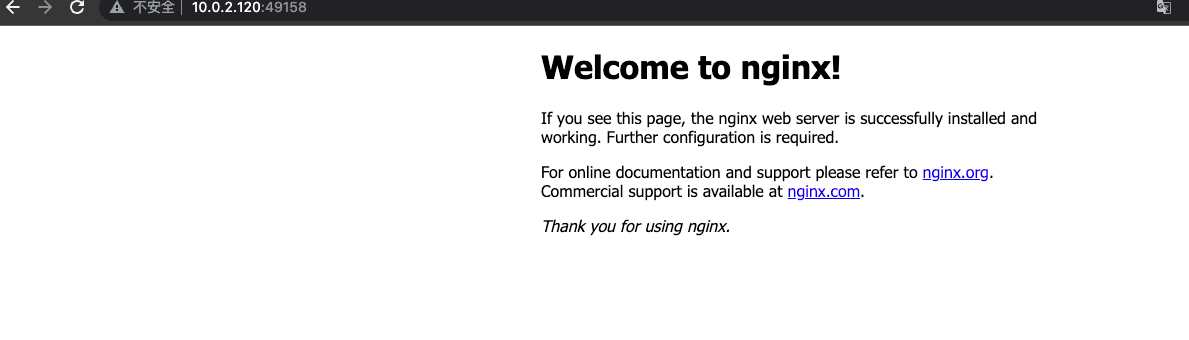 不安全 10.0.2.120:49158
Welcome to nginx!
If you see this page, the nginx web server is successfully installed and
working. Further configuration is required.
For online documentation and support please refer to nginx.org.
Commercial support is available at nginx.com.
Thank you for using nginx.